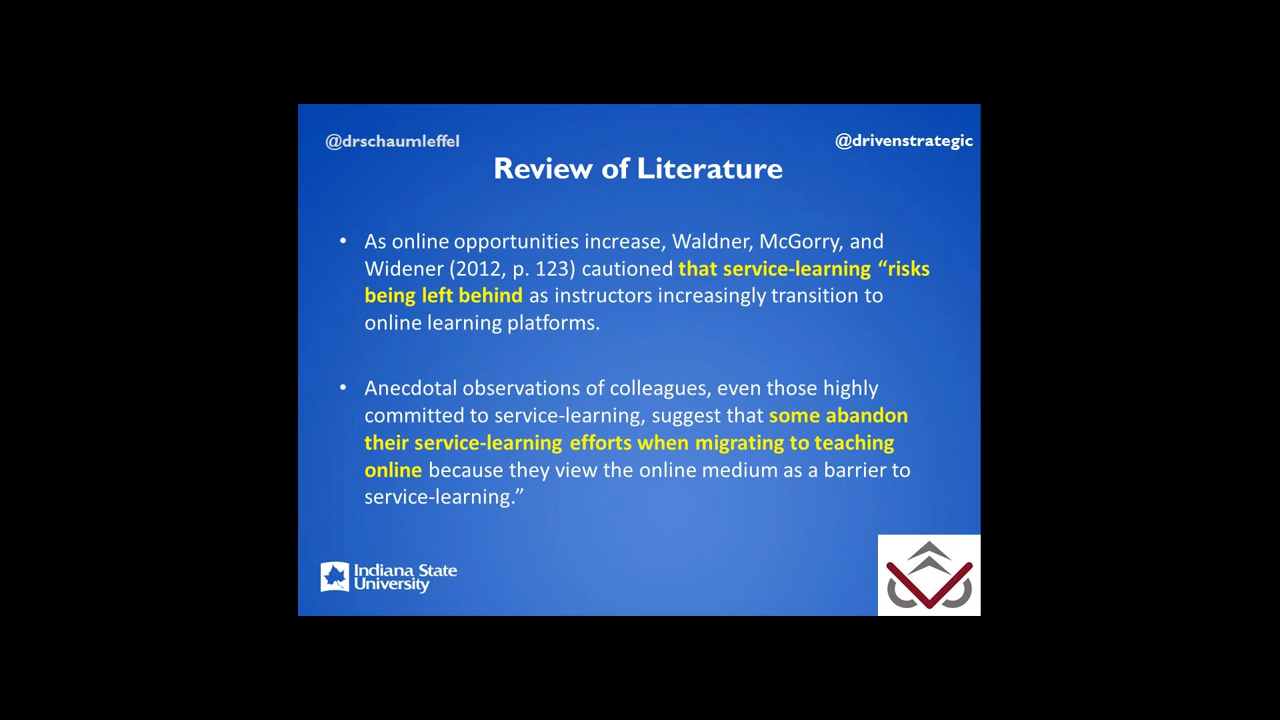 @drschaumleffel
@drivenstrategic
Review of Literature
• As online opportunities increase, Waldner, McGorry, and
Widener (2012, p. 123) cautioned that service-learning “risks
being left behind as instructors increasingly transition to
online learning platforms.
• Anecdotal observations of colleagues, even those highly
committed to service-learning, suggest that some abandon
their service-learning efforts when migrating to teaching
online because they view the online medium as a barrier to
service-learning.”
Indiana State
University